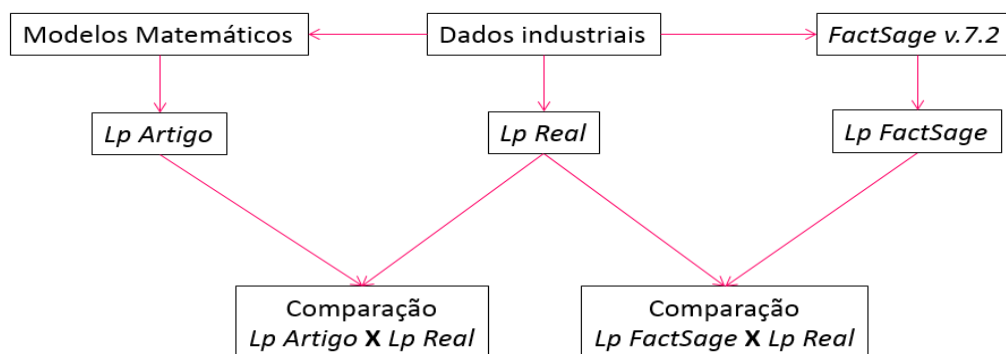 Modelos Matemáticos
Dados industriais
FactSage v.7.2
Lp Artigo
Lp Real
Lp FactSage
Comparação
Lp Artigo X Lp Real
Comparação
Lp FactSage X Lp Real